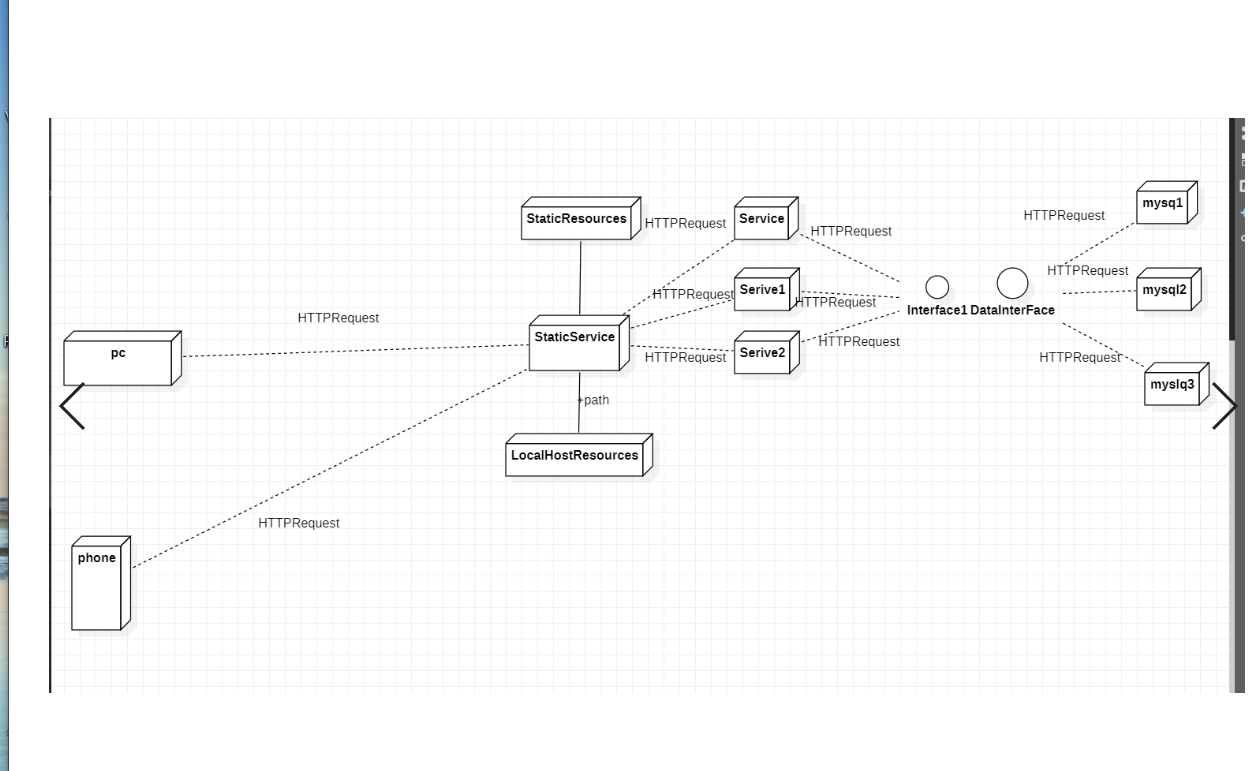 mysq1
StaticResources
HTTPRequest
Service
HTTPRequest
HTTPRequest
HTTPRequest
mysql2
HTTPRequest
Serive1
HTTPRequest
Interface1
DataInterFace
HTTPRequest
StaticService
HTTPRequest
pc
HTTPRequest
Serive2
HTTPRequest
myslq3
+path
LocalHostResources
HTTPRequest
phone